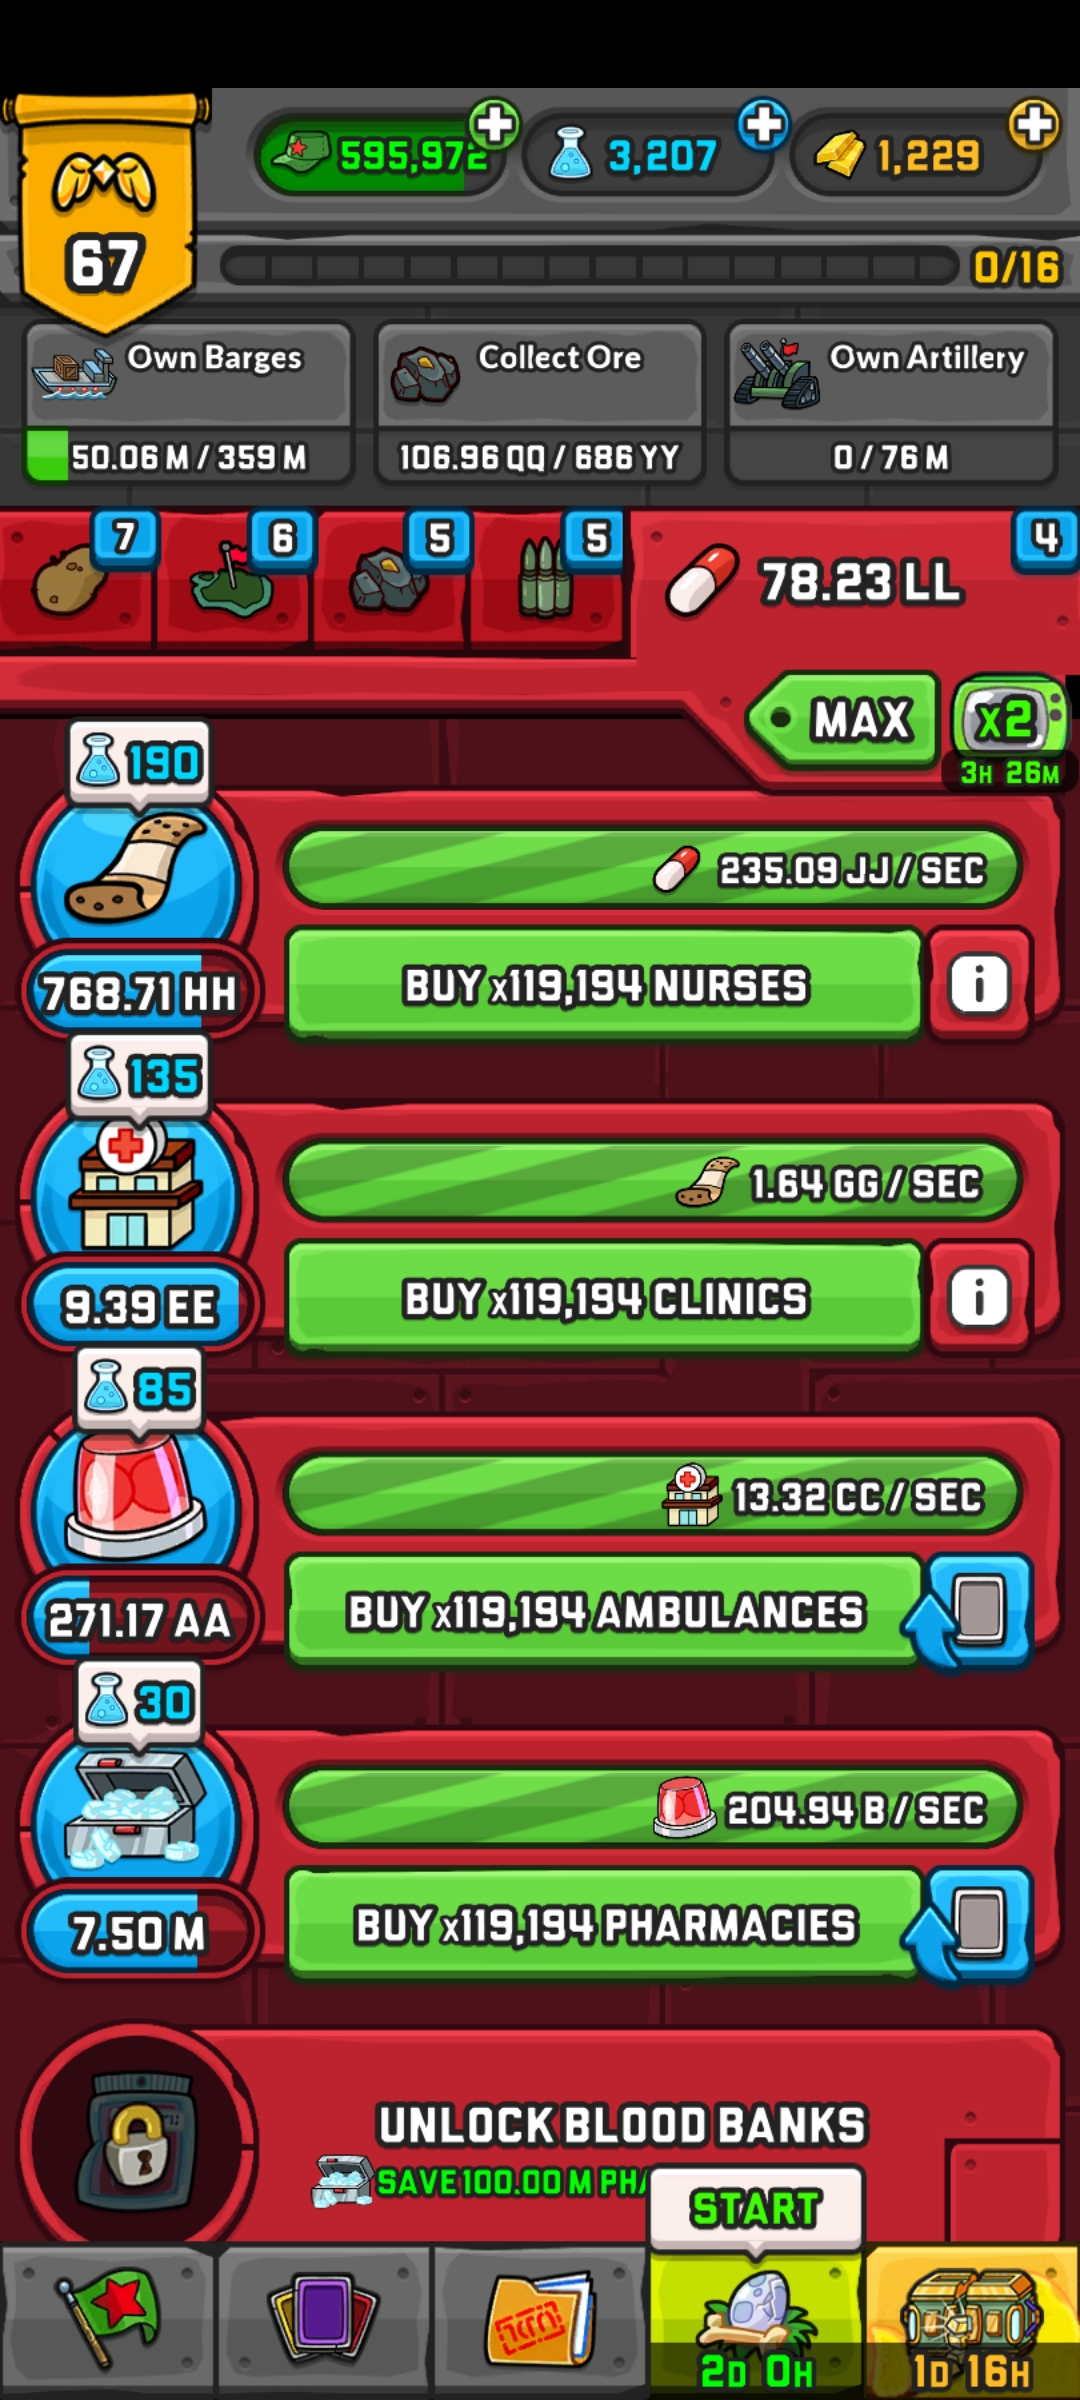 595,972
3,207
1,229
67
0/16
Own Barges
50.06 M / 359 M
Collect Ore
106.96 QQ / 686 YY
Own Artillery
0 / 76 M
7
6
5
5
4
78.23 LL
MAX
x2
3H 26M
190
235.09 JJ / SEC
768.71 HH
BUY x119,194 NURSES
i
135
1.64 GG / SEC
9.39 EE
BUY x119,194 CLINICS
i
85
13.32 CC / SEC
271.17 AA
BUY x119,194 AMBULANCES
30
204.94 B / SEC
7.50 M
BUY x119,194 PHARMACIES
UNLOCK BLOOD BANKS
SAVE 100.00 M PHA
START
2D 0H
1D 16H